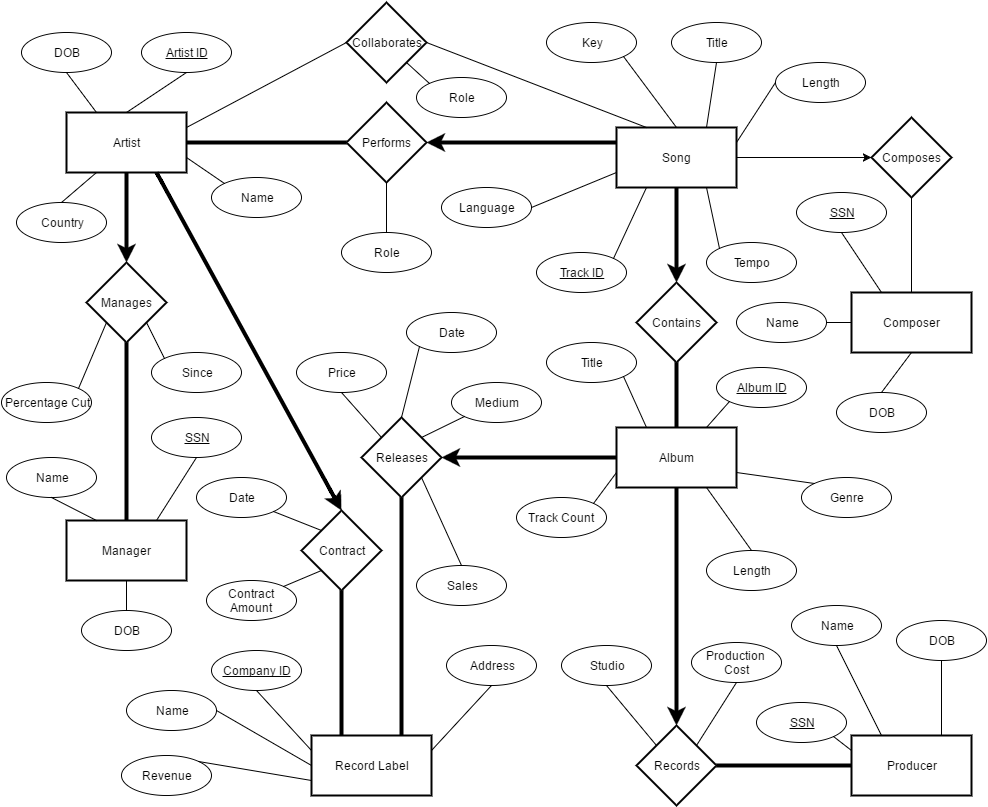 Collaborates
DOB
Artist ID
Key
Title
Length
Role
Artist
Performs
Song
Composes
Name
Country
Language
SSN
Role
Track ID
Tempo
Manages
Contains
Name
Composer
Date
Title
Price
Since
Percentage Cut
Medium
Album ID
DOB
SSN
Releases
Album
Name
Date
Genre
Track Count
Manager
Contract
Length
Sales
Contract
Amount
DOB
Name
DOB
Company ID
Address
Studio
Production
Cost
Name
SSN
Revenue
Record Label
Records
Producer